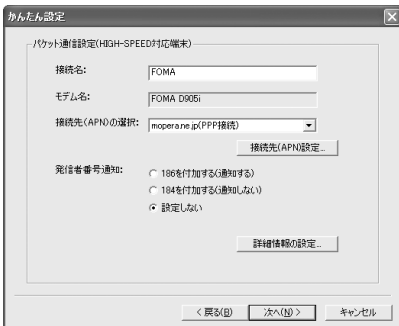 かんたん設定
パケット通信設定(HIGH-SPEED対応端末)
接続名: FOMA
モデム名: FOMA D905i
接続先(APN)の選択: mopera.ne.jp(PPP接続)
接続先(APN)設定...
発信者番号通知: 186を付加する(通知する)
184を付加する(通知しない)
設定しない
詳細情報の設定...
< 戻る(B) 次へ(N) > キャンセル